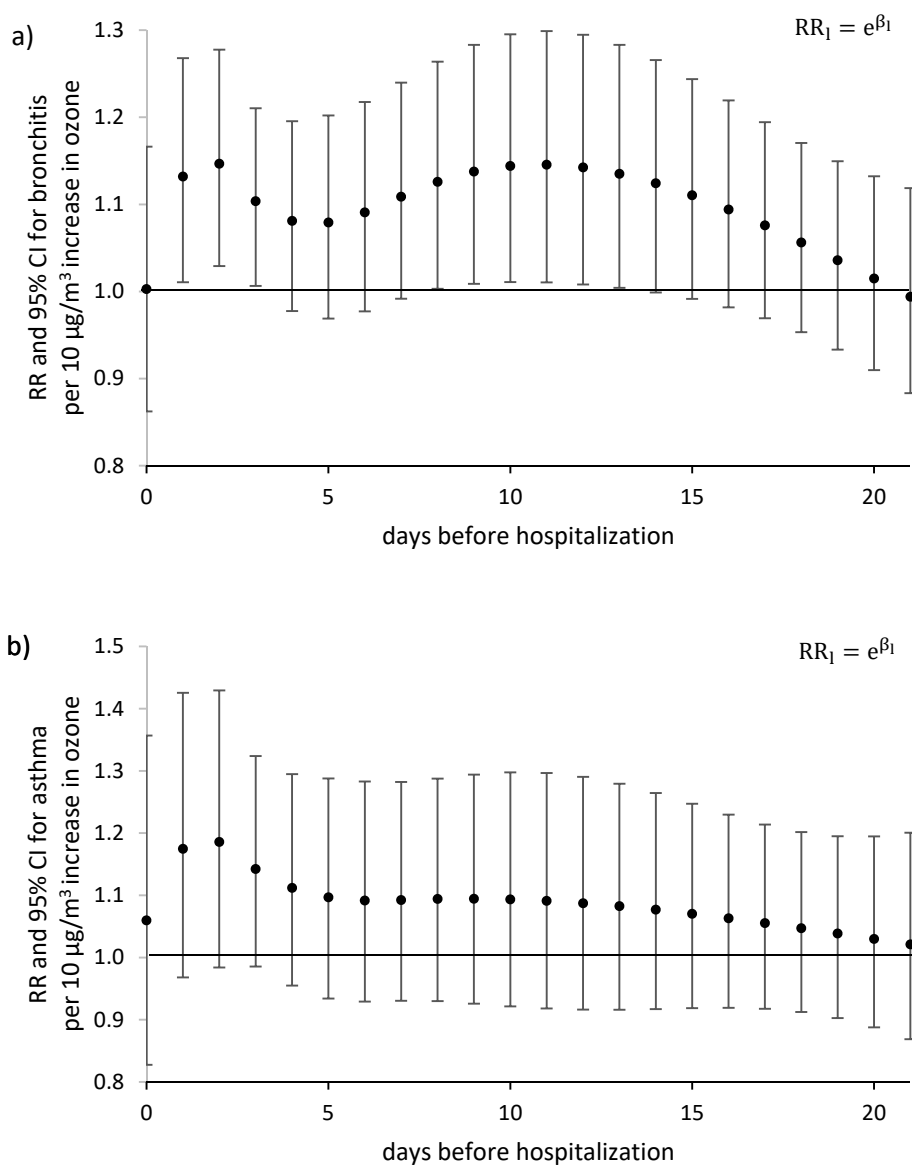 a)
RR₁ = e^β₁
RR and 95% CI for bronchitis
per 10 µg/m³ increase in ozone
1.3
1.2
1.1
1.0
0.9
0.8
0 5 10 15 20
days before hospitalization
b)
RR₁ = e^β₁
RR and 95% CI for asthma
per 10 µg/m³ increase in ozone
1.5
1.4
1.3
1.2
1.1
1.0
0.9
0.8
0 5 10 15 20
days before hospitalization